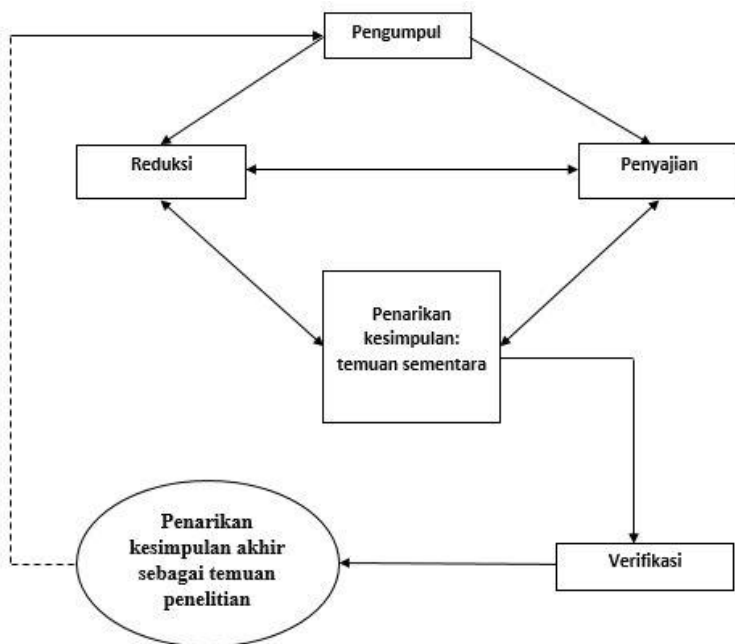 Pengumpul
Reduksi
Penyajian
Penarikan
kesimpulan:
temuan sementara
Penarikan
kesimpulan akhir
sebagai temuan
penelitian
Verifikasi